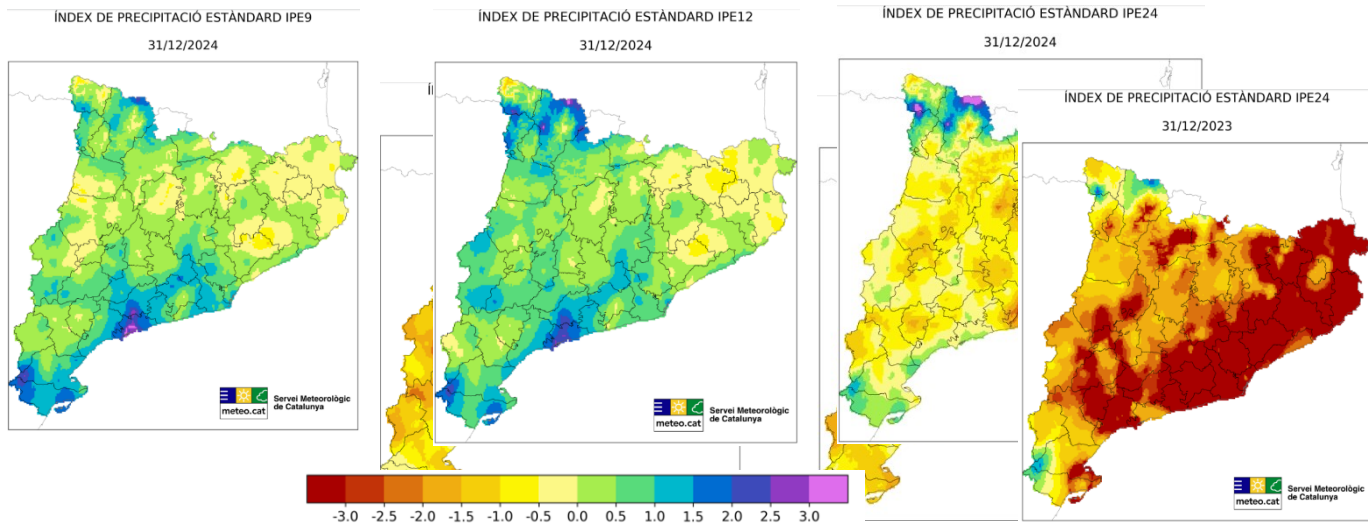 ÍNDEX DE PRECIPITACIÓ ESTÀNDARD IPE9
31/12/2024
meteo.cat
Servei Meteorològic
de Catalunya
ÍNDEX DE PRECIPITACIÓ ESTÀNDARD IPE12
31/12/2024
meteo.cat
Servei Meteorològic
de Catalunya
ÍNDEX DE PRECIPITACIÓ ESTÀNDARD IPE24
31/12/2024
ÍNDEX DE PRECIPITACIÓ ESTÀNDARD IPE24
31/12/2023
meteo.cat
Servei Meteorològic
de Catalunya
-3.0 -2.5 -2.0 -1.5 -1.0 -0.5 0.0 0.5 1.0 1.5 2.0 2.5 3.0